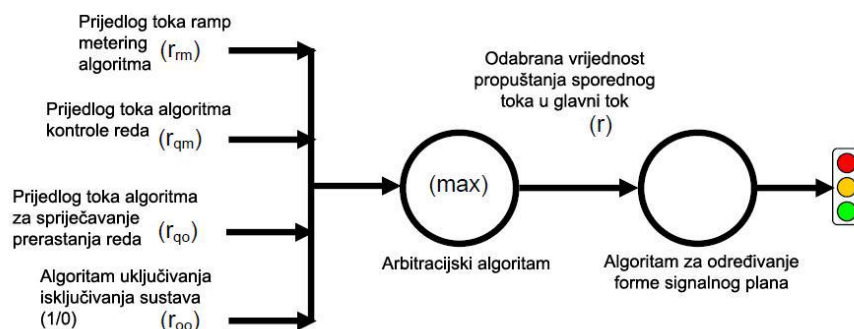 Prijedlog toka ramp
metering
algoritma (r_rm)
Prijedlog toka algoritma
kontrole reda (r_qm)
Prijedlog toka algoritma
za spriječavanje
prerastanja reda (r_qo)
Algoritam uključivanja
isključivanja sustava
(1/0) (r_oo)
(max)
Arbitracijski algoritam
Odabrana vrijednost
propuštanja sporednog
toka u glavni tok
(r)
Algoritam za određivanje
forme signalnog plana